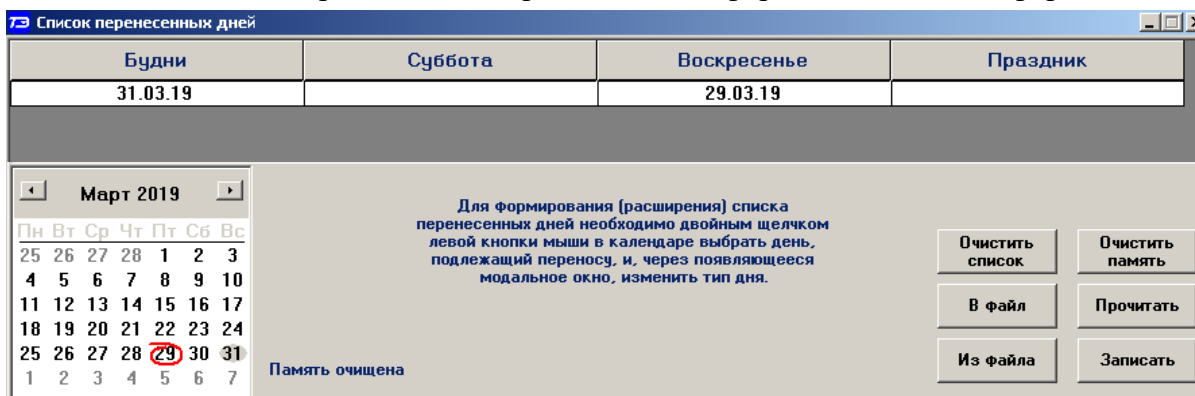 ТЭ Список перенесенных дней
Будни Суббота Воскресенье Праздник
31.03.19 29.03.19
Март 2019
Пн Вт Ср Чт Пт Сб Вс
25 26 27 28 1 2 3
4 5 6 7 8 9 10
11 12 13 14 15 16 17
18 19 20 21 22 23 24
25 26 27 28 29 30 31
1 2 3 4 5 6 7
Для формирования (расширения) списка
перенесенных дней необходимо двойным щелчком
левой кнопки мыши в календаре выбрать день,
подлежащий переносу, и, через появляющееся
модальное окно, изменить тип дня.
Память очищена
Очистить
список
Очистить
память
В файл
Прочитать
Из файла
Записать